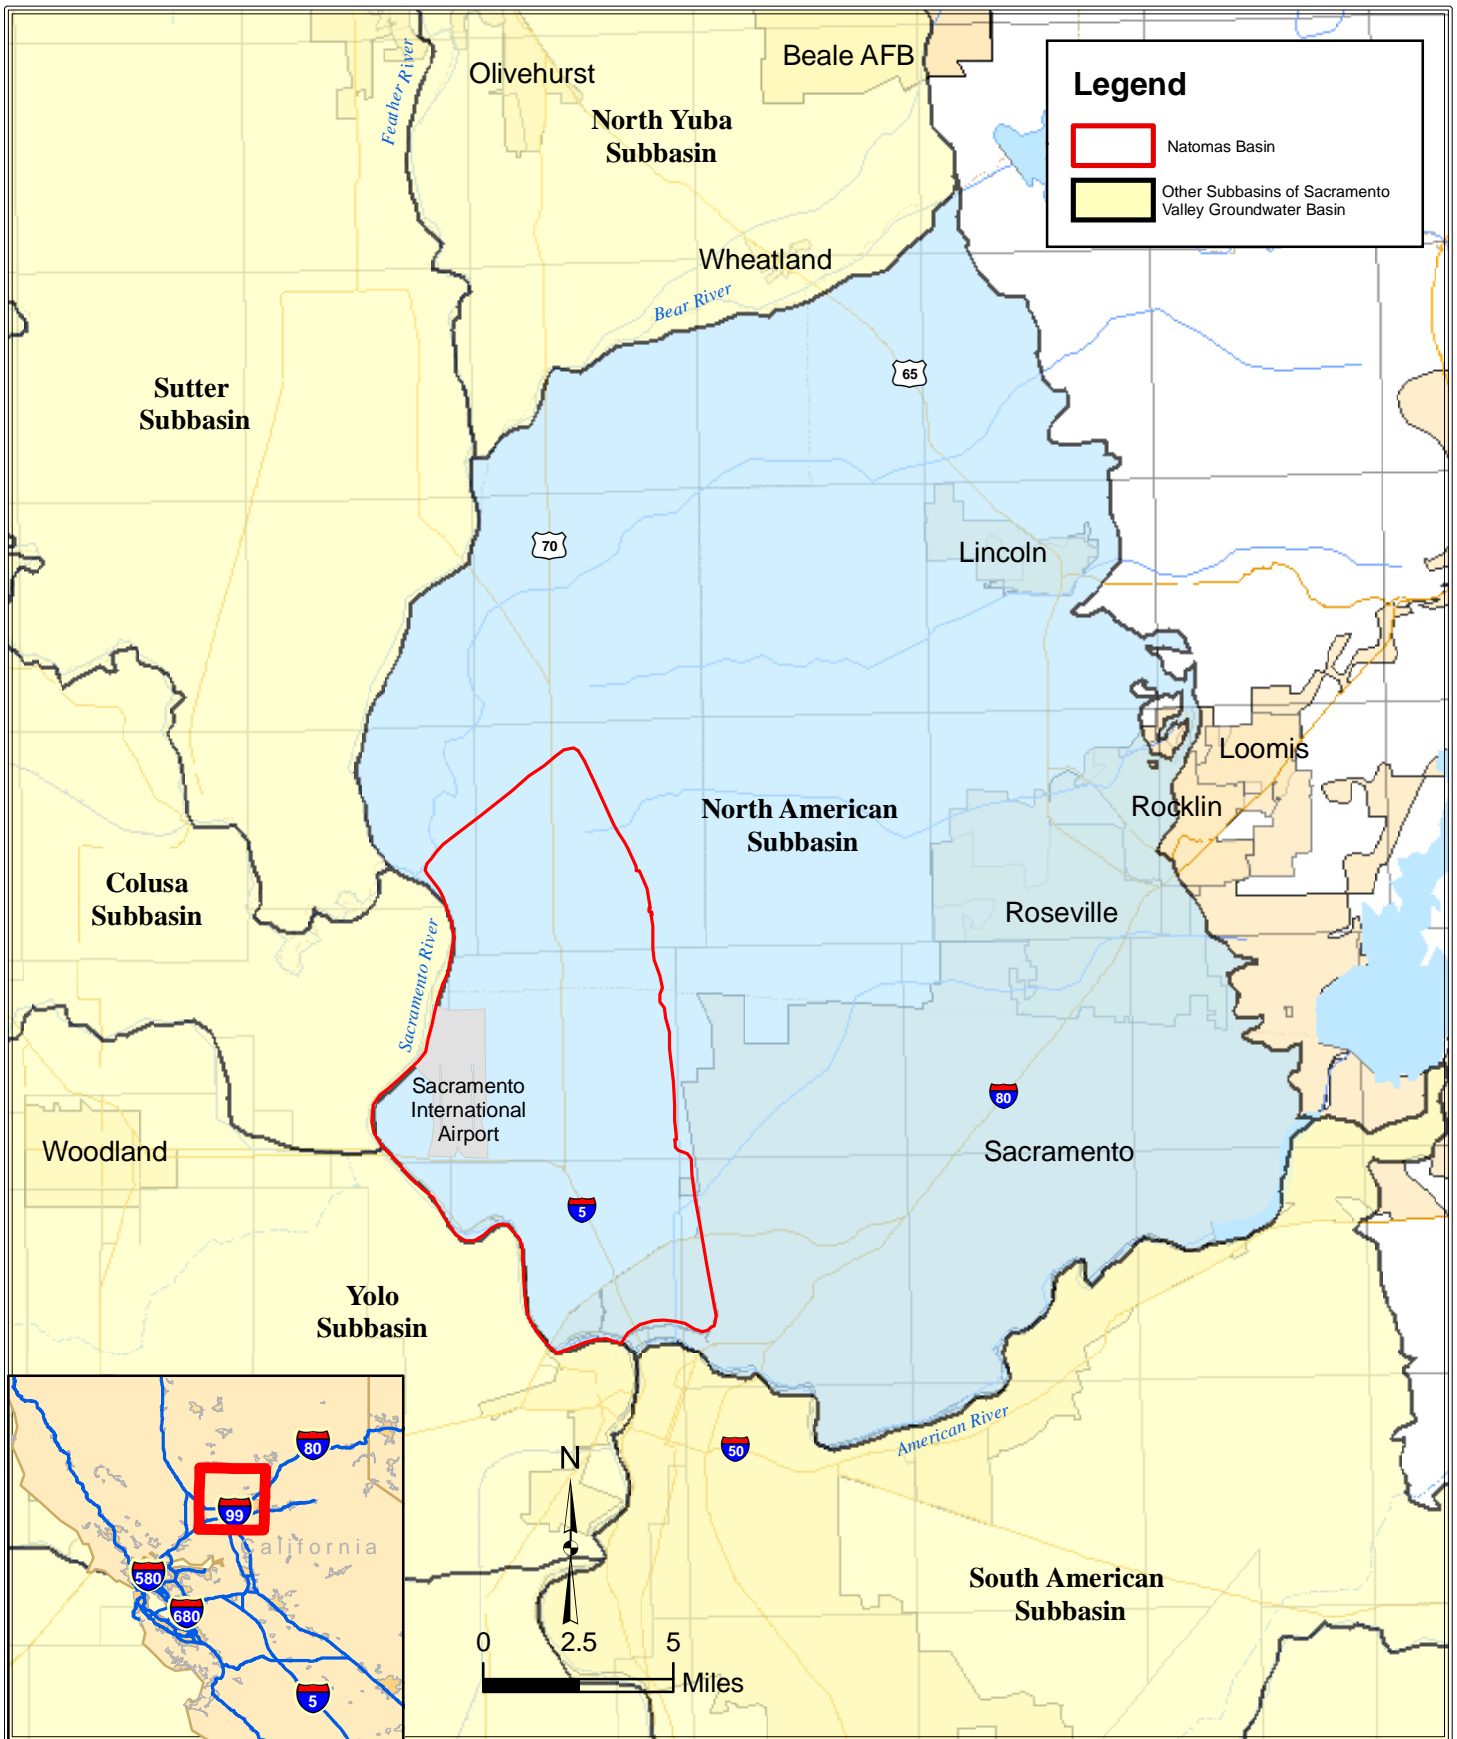 Feather River
Olivehurst
Beale AFB
North Yuba
Subbasin
Legend
Natomas Basin
Other Subbasins of Sacramento
Valley Groundwater Basin
Wheatland
Bear River
65
Sutter
Subbasin
70
Lincoln
Loomis
Rocklin
North American
Subbasin
Colusa
Subbasin
Roseville
Sacramento River
Sacramento
International
Airport
80
Woodland
Sacramento
5
Yolo
Subbasin
American River
50
N
80
99
California
580
680
5
South American
Subbasin
0 2.5 5
Miles